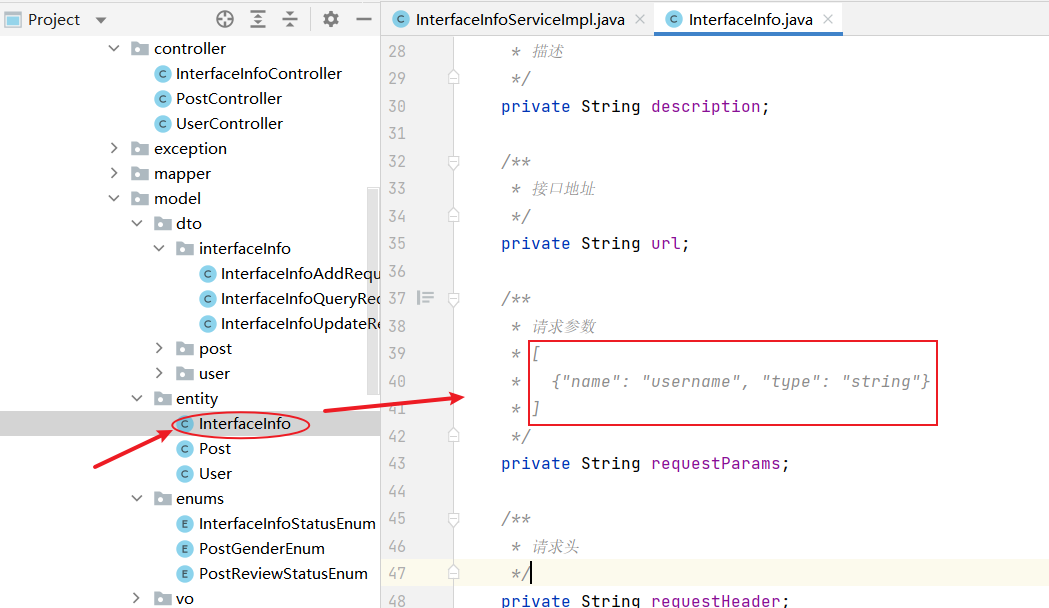 Project
controller
InterfaceInfoController
PostController
UserController
exception
mapper
model
dto
interfaceInfo
InterfaceInfoAddRequ
InterfaceInfoQueryRec
InterfaceInfoUpdateRe
post
user
entity
InterfaceInfo
Post
User
enums
InterfaceInfoStatusEnum
PostGenderEnum
PostReviewStatusEnum
vo
InterfaceInfoServiceImpl.java
InterfaceInfo.java
28 * 描述
29 */
30 private String description;
31
32 /**
33 * 接口地址
34 */
35 private String url;
36
37 /**
38 * 请求参数
39 * [
40 * {"name": "username", "type": "string"}
41 * ]
42 */
43 private String requestParams;
44
45 /**
46 * 请求头
47 */
48 private String requestHeader;